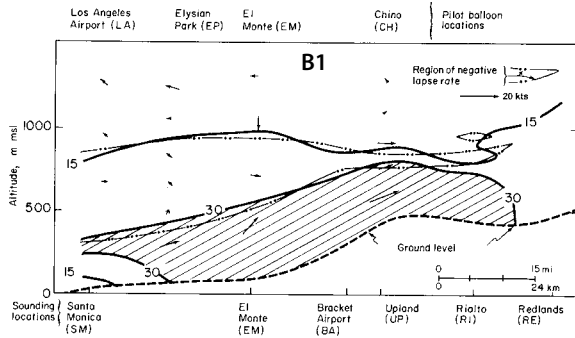 Los Angeles
Airport (LA)
Elysian
Park (EP)
El
Monte (EM)
Chino
(CH)
Pilot balloon
locations
B1
Region of negative
lapse rate
20 kts
15
15
1000
Altitude, m msl
500
0
30
30
30
15
Ground level
0 15 mi
0 24 km
Sounding
locations
Santo
Monica
(SM)
El
Monte
(EM)
Bracket
Airport
(BA)
Upland
(UP)
Rialto
(RI)
Redlands
(RE)